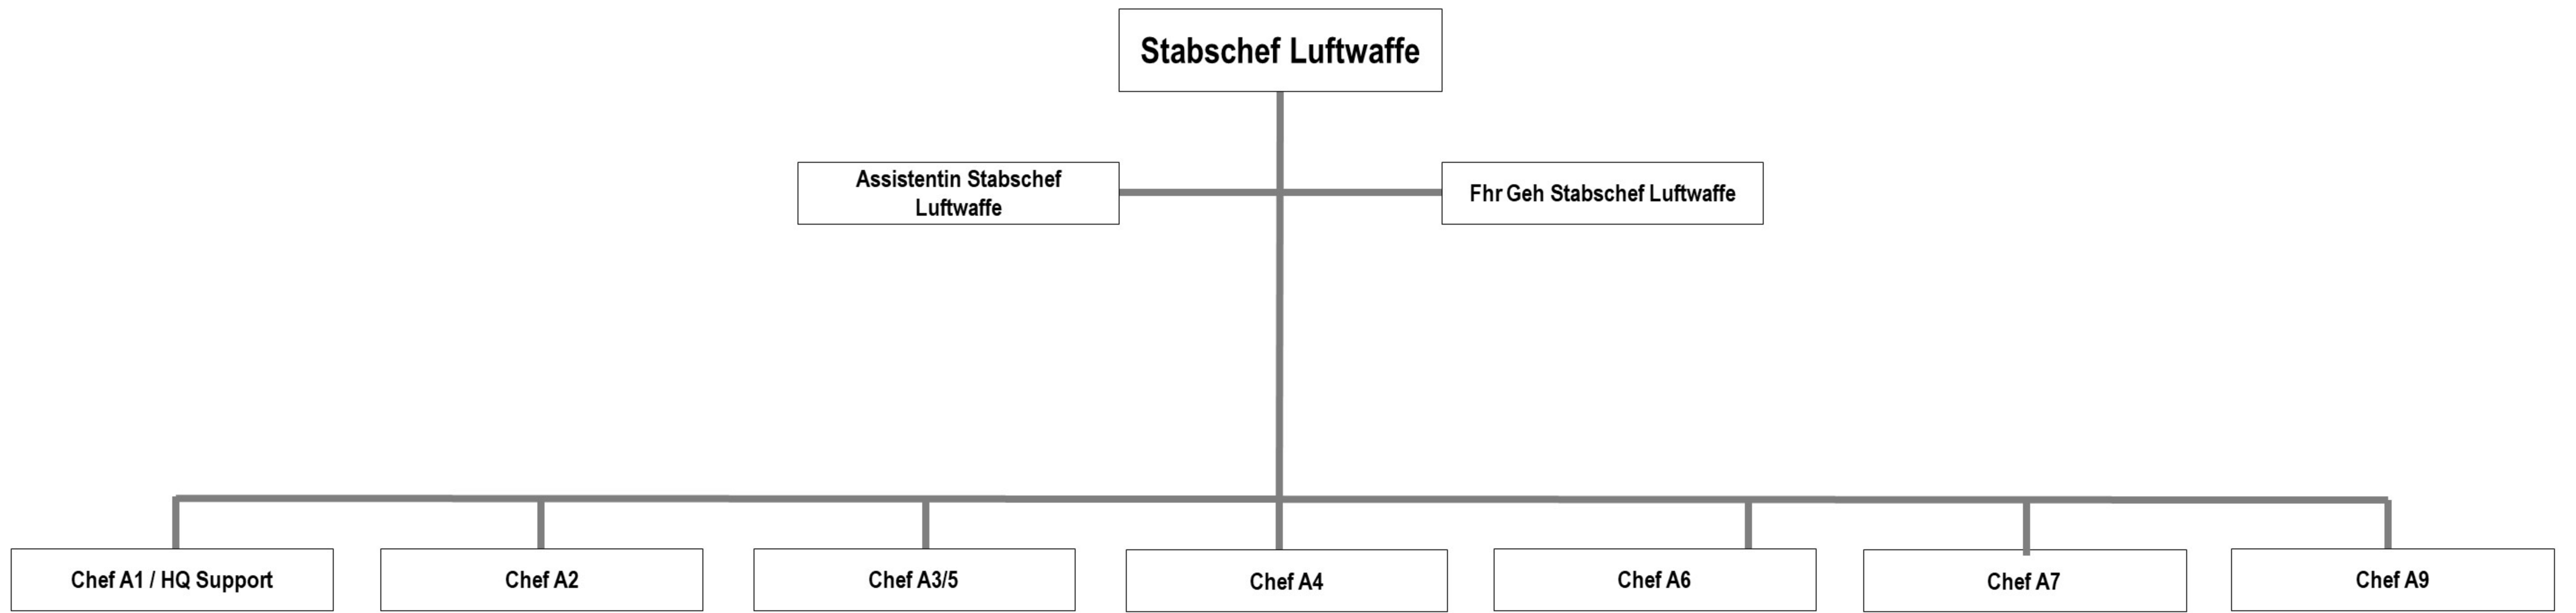 Stabschef Luftwaffe
Assistentin Stabschef
Luftwaffe
Fhr Geh Stabschef Luftwaffe
Chef A1 / HQ Support
Chef A2
Chef A3/5
Chef A4
Chef A6
Chef A7
Chef A9